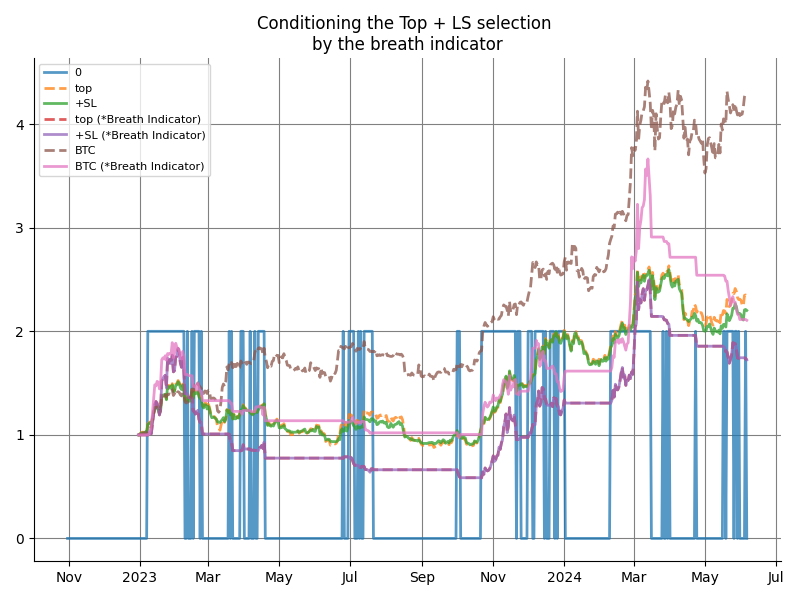 Conditioning the Top + LS selection
by the breath indicator
0
top
+SL
top (*Breath Indicator)
+SL (*Breath Indicator)
BTC
BTC (*Breath Indicator)
4
3
2
1
0
Nov 2023 Mar May Jul Sep Nov 2024 Mar May Jul